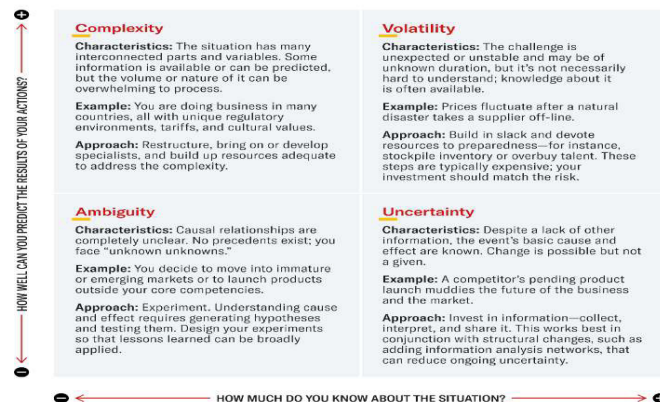 HOW WELL CAN YOU PREDICT THE RESULTS OF YOUR ACTIONS?
Complexity
Characteristics: The situation has many
interconnected parts and variables. Some
information is available or can be predicted,
but the volume or nature of it can be
overwhelming to process.
Example: You are doing business in many
countries, all with unique regulatory
environments, tariffs, and cultural values.
Approach: Restructure, bring on or develop
specialists, and build up resources adequate
to address the complexity.
Volatility
Characteristics: The challenge is
unexpected or unstable and may be of
unknown duration, but it's not necessarily
hard to understand; knowledge about it
is often available.
Example: Prices fluctuate after a natural
disaster takes a supplier off-line.
Approach: Build in slack and devote
resources to preparedness—for instance,
stockpile inventory or overbuy talent. These
steps are typically expensive; your
investment should match the risk.
Ambiguity
Characteristics: Causal relationships are
completely unclear. No precedents exist; you
face “unknown unknowns.”
Example: You decide to move into immature
or emerging markets or to launch products
outside your core competencies.
Approach: Experiment. Understanding cause
and effect requires generating hypotheses
and testing them. Design your experiments
so that lessons learned can be broadly
applied.
Uncertainty
Characteristics: Despite a lack of other
information, the event's basic cause and
effect are known. Change is possible but not
a given.
Example: A competitor's pending product
launch muddies the future of the business
and the market.
Approach: Invest in information—collect,
interpret, and share it. This works best in
conjunction with structural changes, such as
adding information analysis networks, that
can reduce ongoing uncertainty.
HOW MUCH DO YOU KNOW ABOUT THE SITUATION?